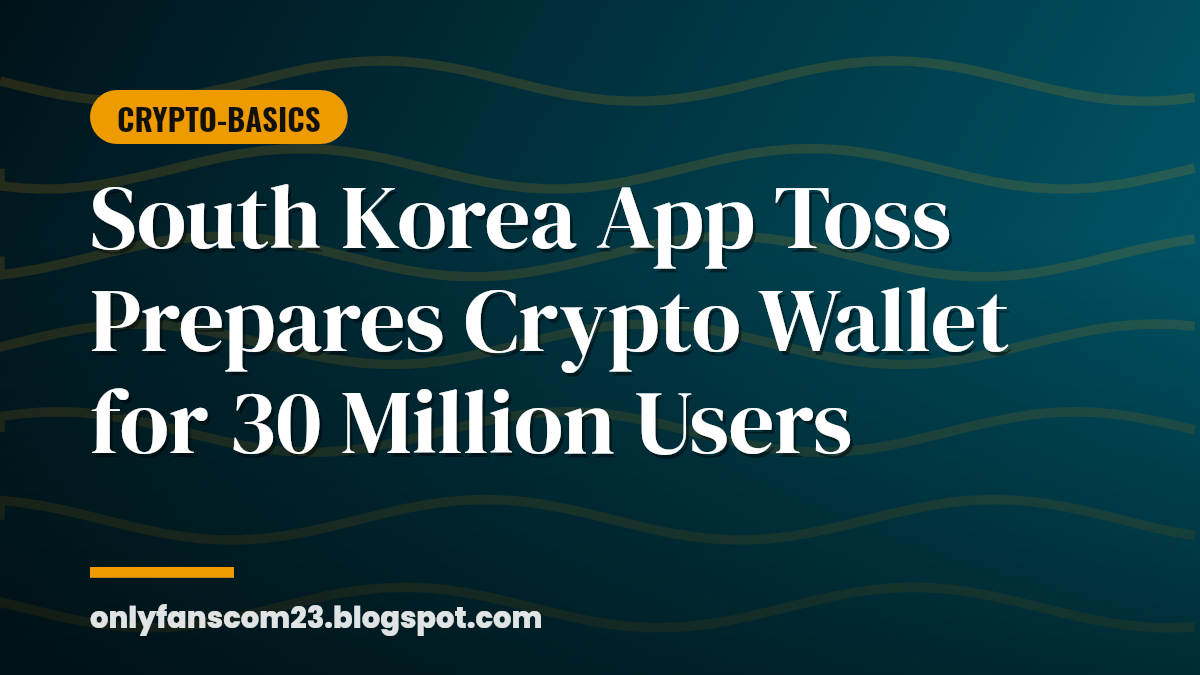 CRYPTO-BASICS
South Korea App Toss
Prepares Crypto Wallet
for 30 Million Users
onlyfanscom23.blogspot.com